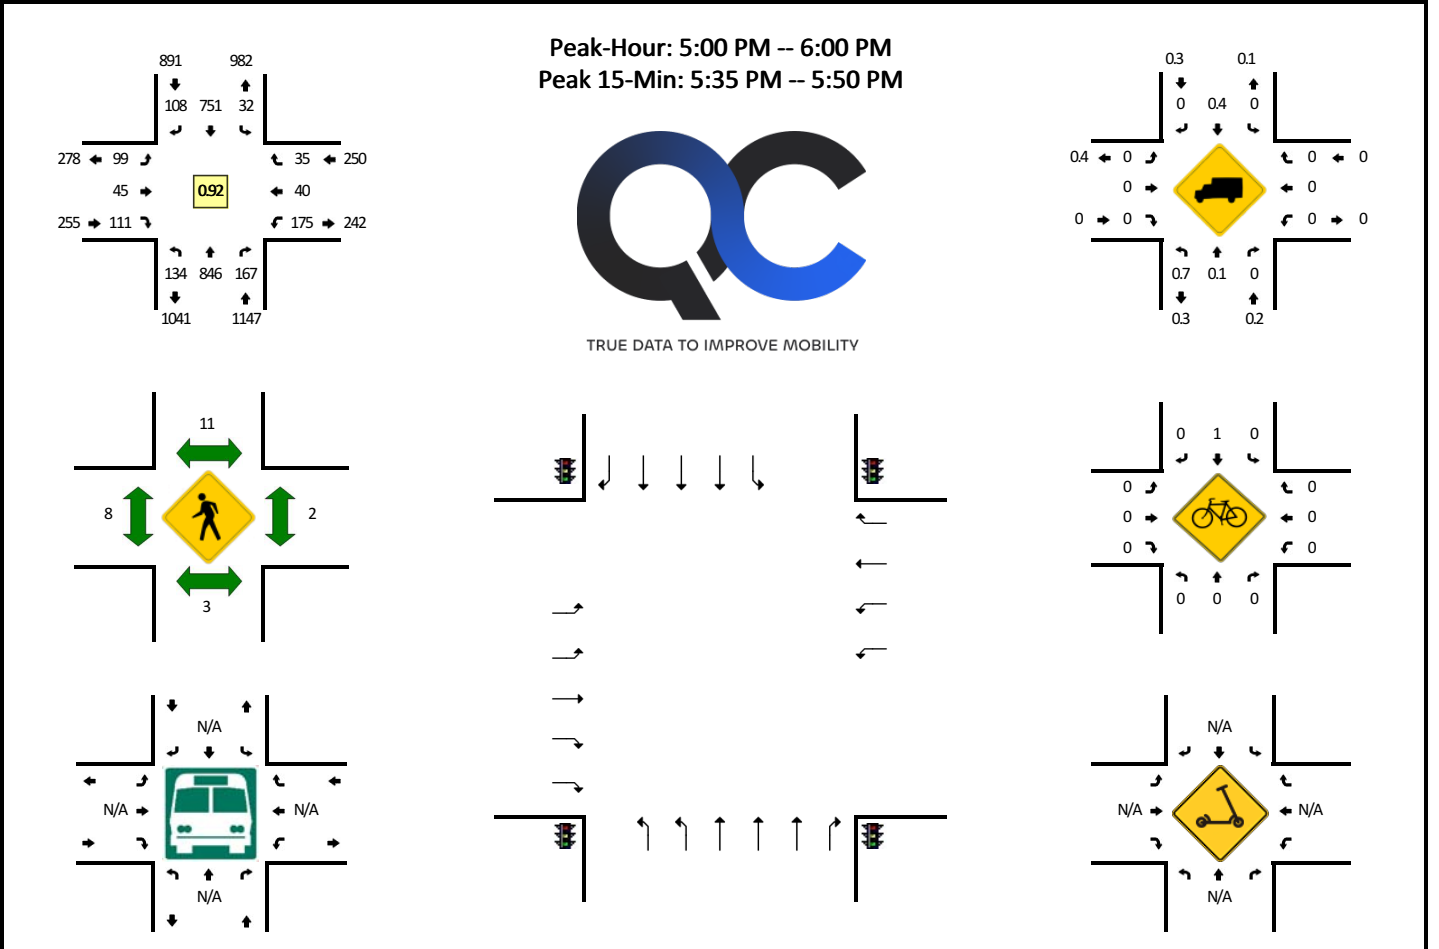 Peak-Hour: 5:00 PM -- 6:00 PM
Peak 15-Min: 5:35 PM -- 5:50 PM
891 982
108 751 32
278 99 35 250
45 0.92 40
255 111 175 242
134 846 167
1041 1147
QC
TRUE DATA TO IMPROVE MOBILITY
0.3 0.1
0 0.4 0
0.4 0 0 0
0 0
0 0 0 0
0.7 0.1 0
0.3 0.2
11
8 2
3
0 1 0
0 0
0 0
0 0
0 0 0
N/A
N/A N/A
N/A
N/A
N/A N/A
N/A